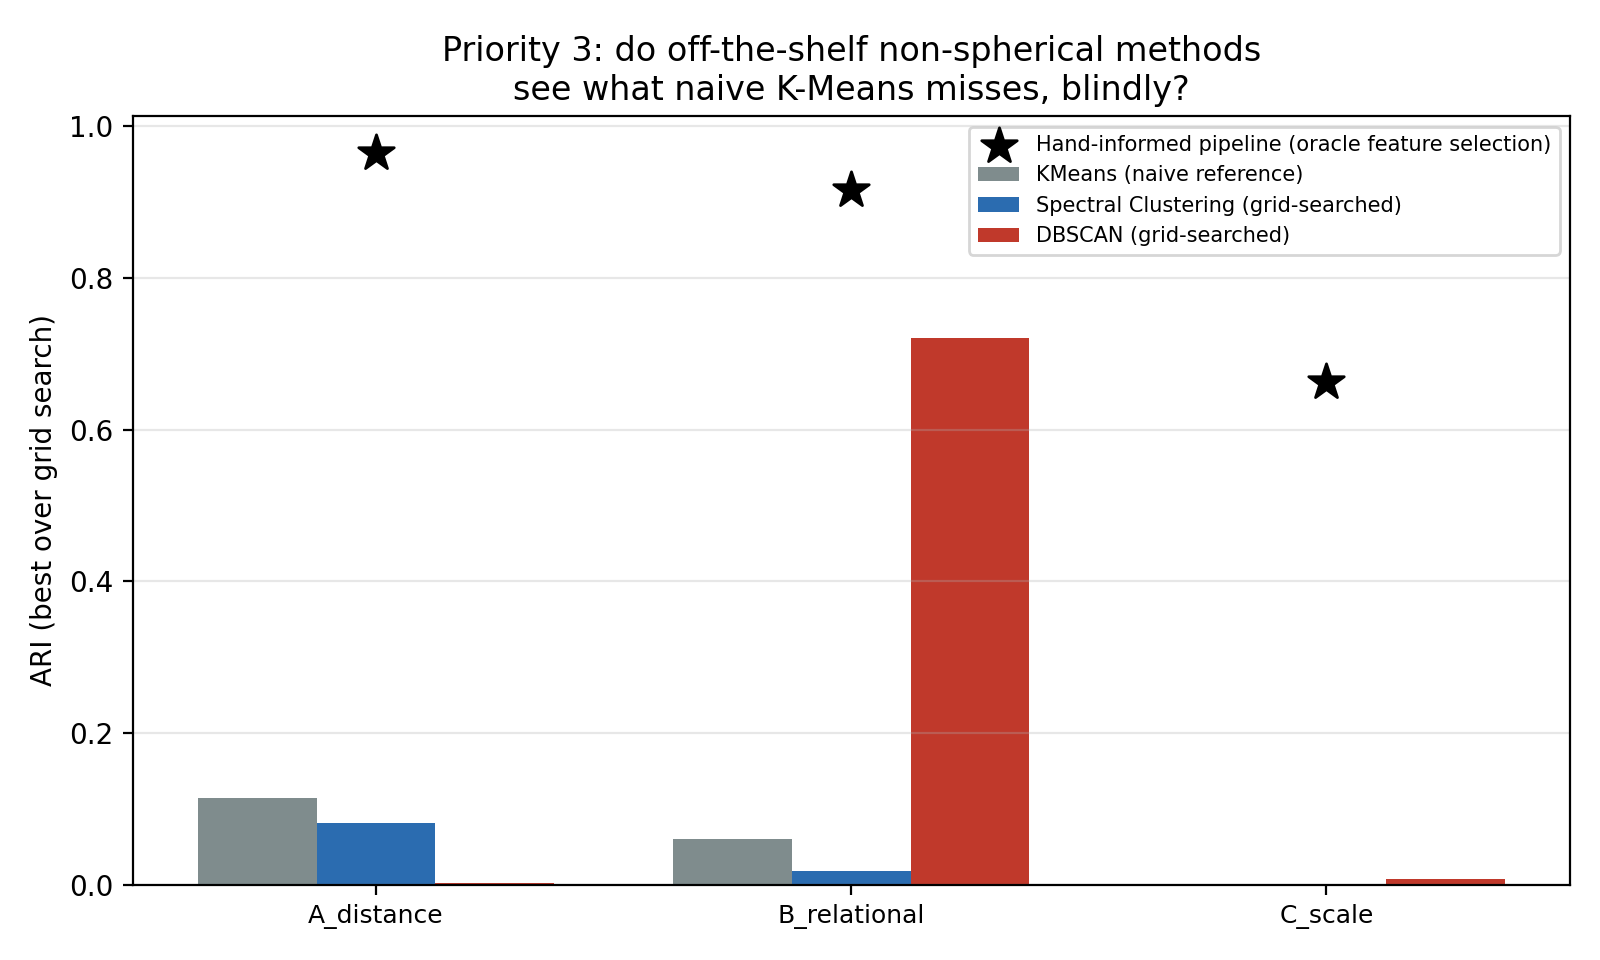 Priority 3: do off-the-shelf non-spherical methods
see what naive K-Means misses, blindly?
Hand-informed pipeline (oracle feature selection)
KMeans (naive reference)
Spectral Clustering (grid-searched)
DBSCAN (grid-searched)
ARI (best over grid search)
1.0
0.8
0.6
0.4
0.2
0.0
A_distance
B_relational
C_scale